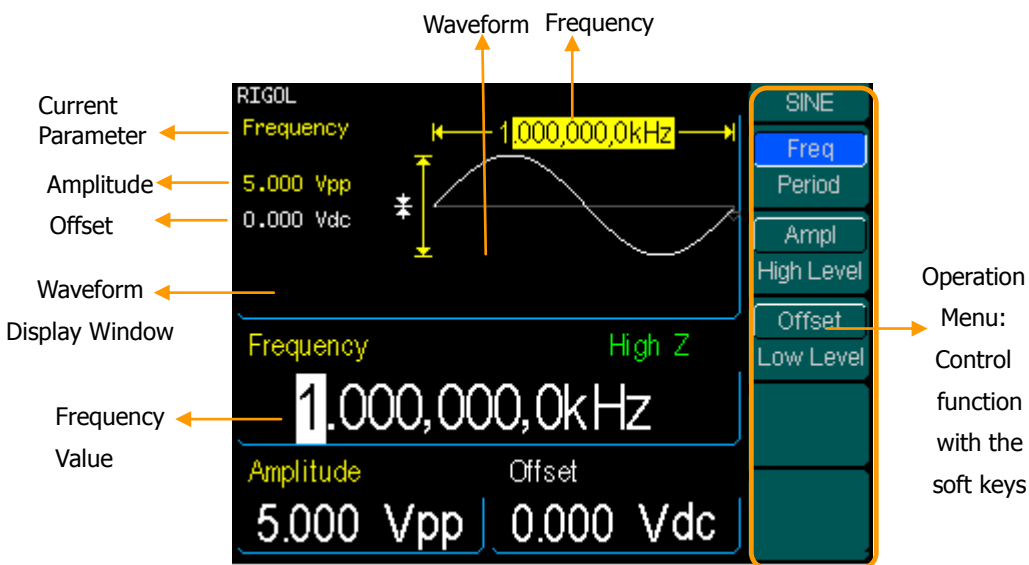 Waveform Frequency
Current
Parameter
Amplitude
Offset
Waveform
Display Window
Frequency
Value
RIGOL
Frequency
1.000,000,0kHz
5.000 Vpp
0.000 Vdc
Frequency
High Z
1.000,000,0kHz
Amplitude
Offset
5.000 Vpp
0.000 Vdc
SINE
Freq
Period
Ampl
High Level
Offset
Low Level
Operation
Menu:
Control
function
with the
soft keys